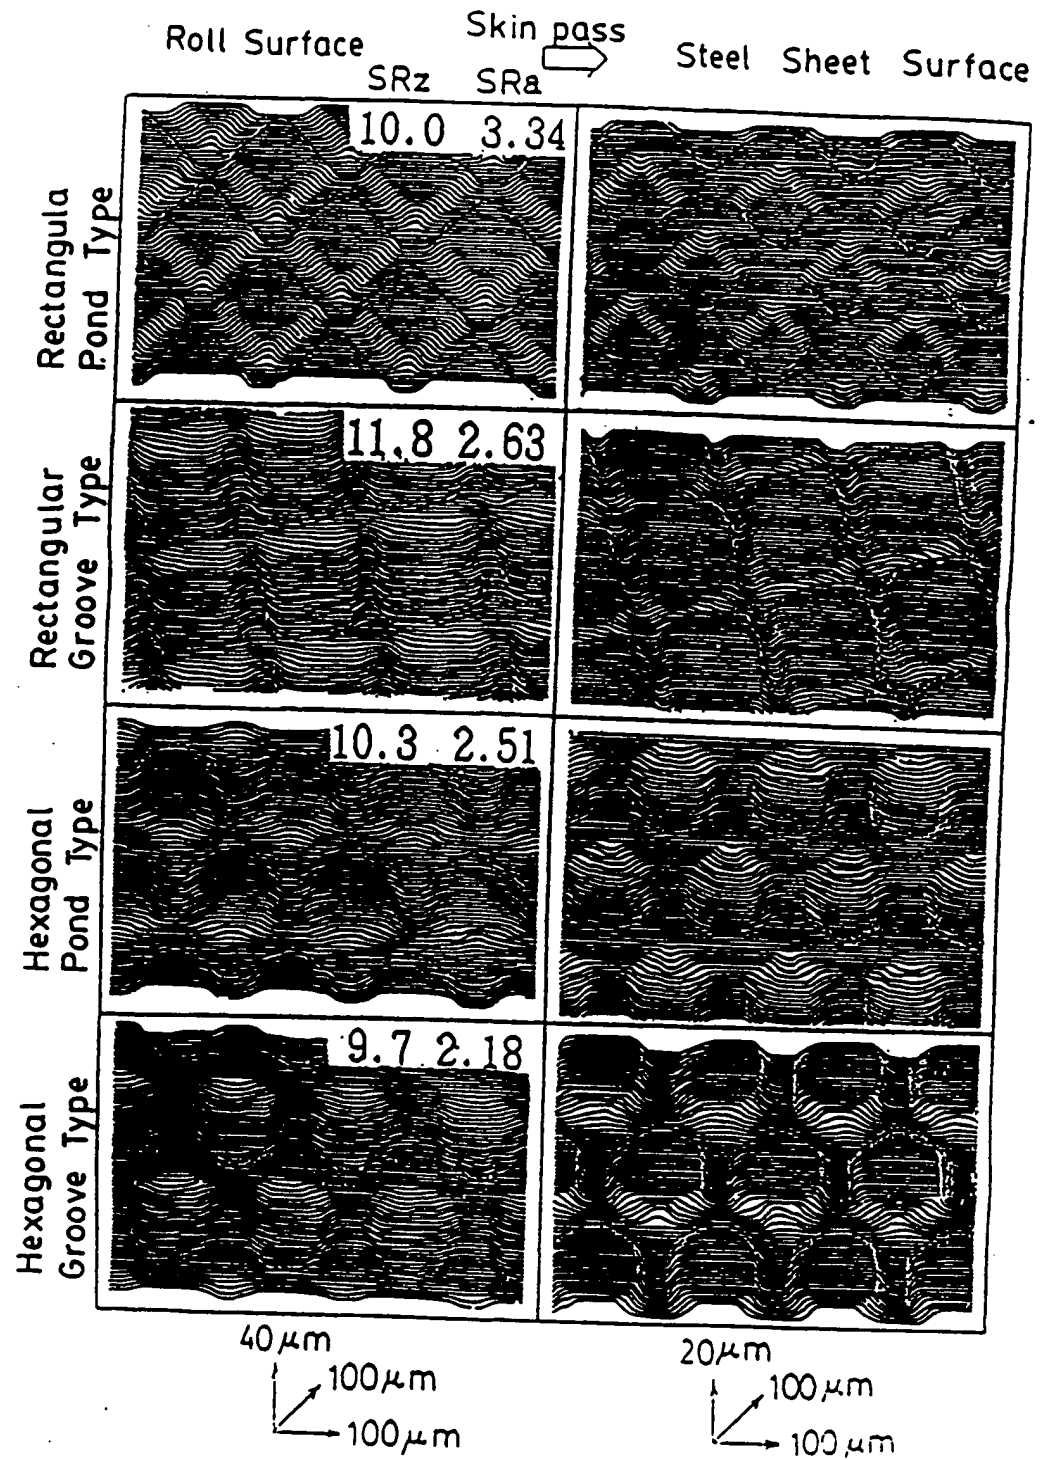 Roll Surface
Skin pass
Steel Sheet Surface
SRz SRa
Rectangula
Pond Type
10.0 3.34
Rectangular
Groove Type
11.8 2.63
Hexagonal
Pond Type
10.3 2.51
Hexagonal
Groove Type
9.7 2.18
40μm
100μm
100μm
20μm
100μm
100μm